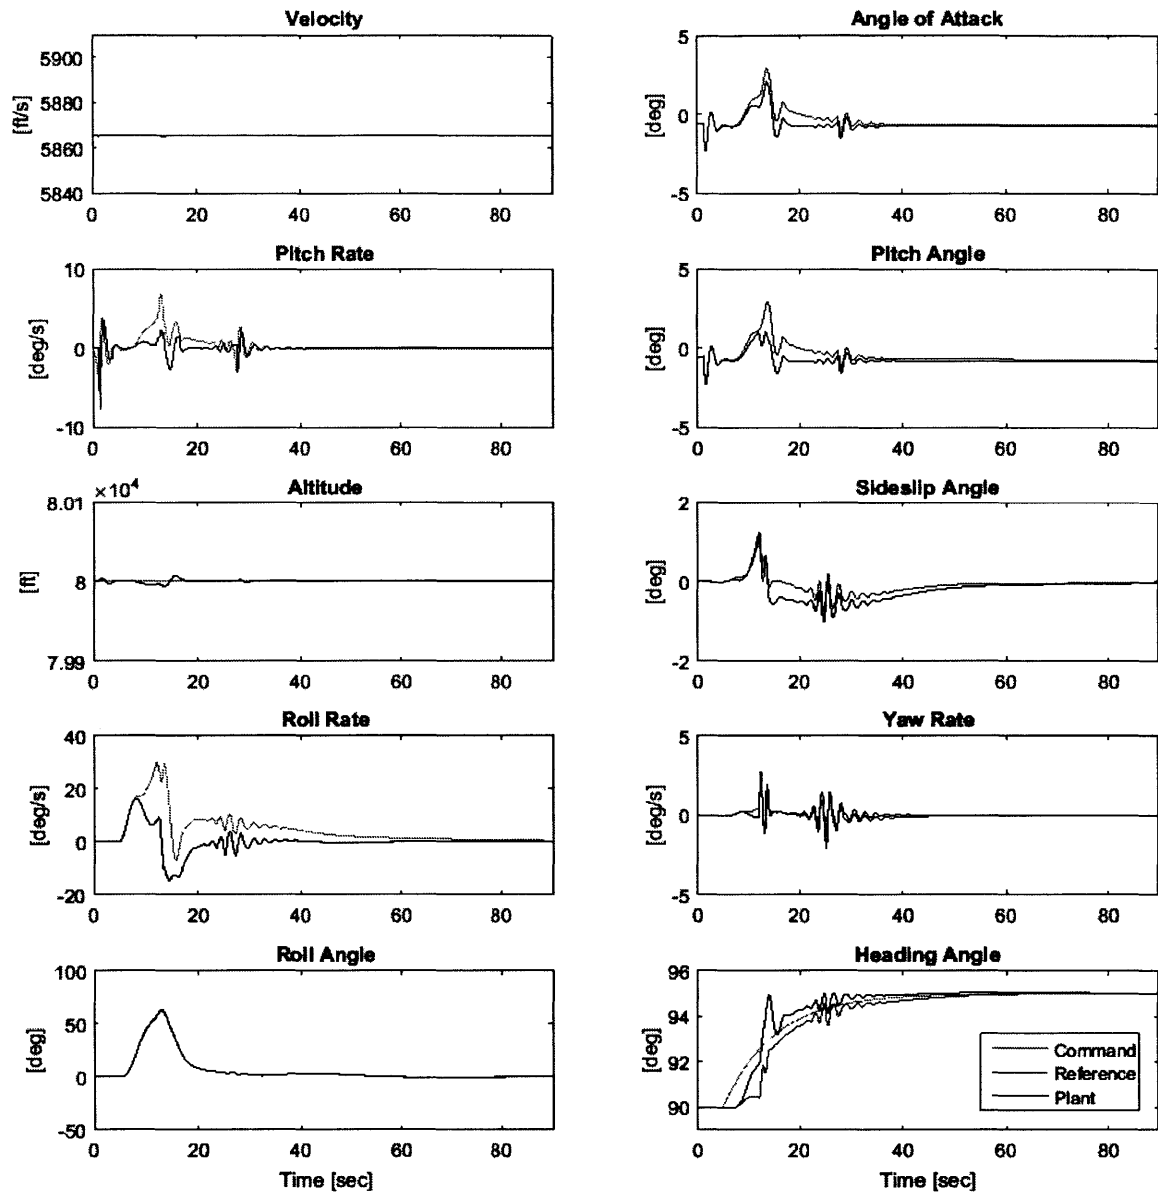 Velocity
5900
5880
5860
5840
[ft/s]
0 20 40 60 80
Angle of Attack
5
0
-5
[deg]
0 20 40 60 80
Pitch Rate
10
0
-10
[deg/s]
0 20 40 60 80
Pitch Angle
5
0
-5
[deg]
0 20 40 60 80
Altitude
×10⁴
8.01
8
7.99
[ft]
0 20 40 60 80
Sideslip Angle
2
0
-2
[deg]
0 20 40 60 80
Roll Rate
40
20
0
-20
[deg/s]
0 20 40 60 80
Yaw Rate
5
0
-5
[deg/s]
0 20 40 60 80
Roll Angle
100
50
0
-50
[deg]
0 20 40 60 80
Time [sec]
Heading Angle
96
94
92
90
[deg]
Command
Reference
Plant
0 20 40 60 80
Time [sec]